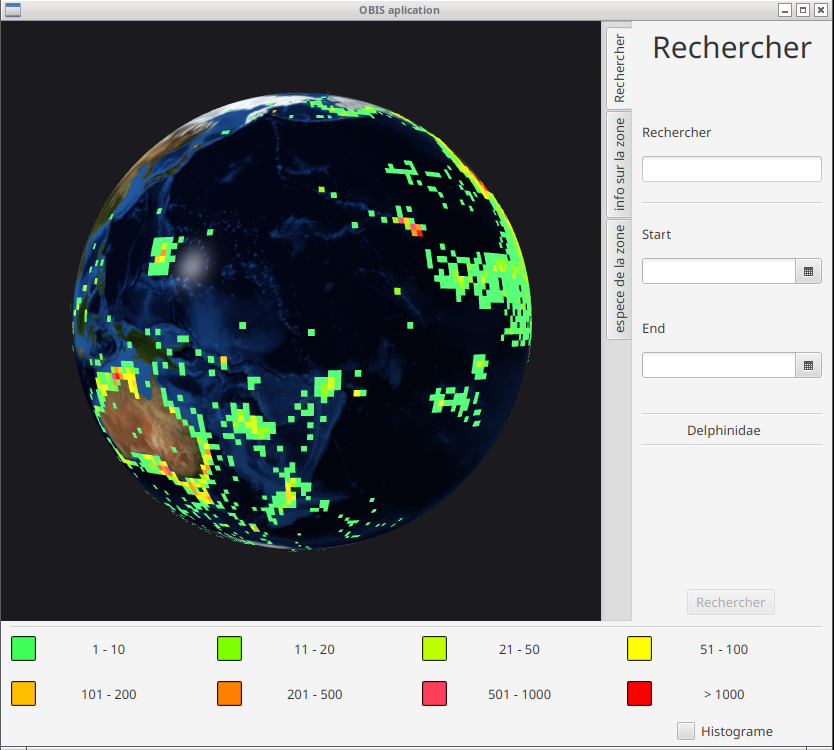 OBIS aplication
Rechercher
info sur la zone
espece de la zone
Rechercher
Rechercher
Start
End
Delphinidae
Rechercher
1 - 10
11 - 20
21 - 50
51 - 100
101 - 200
201 - 500
501 - 1000
> 1000
Histograme